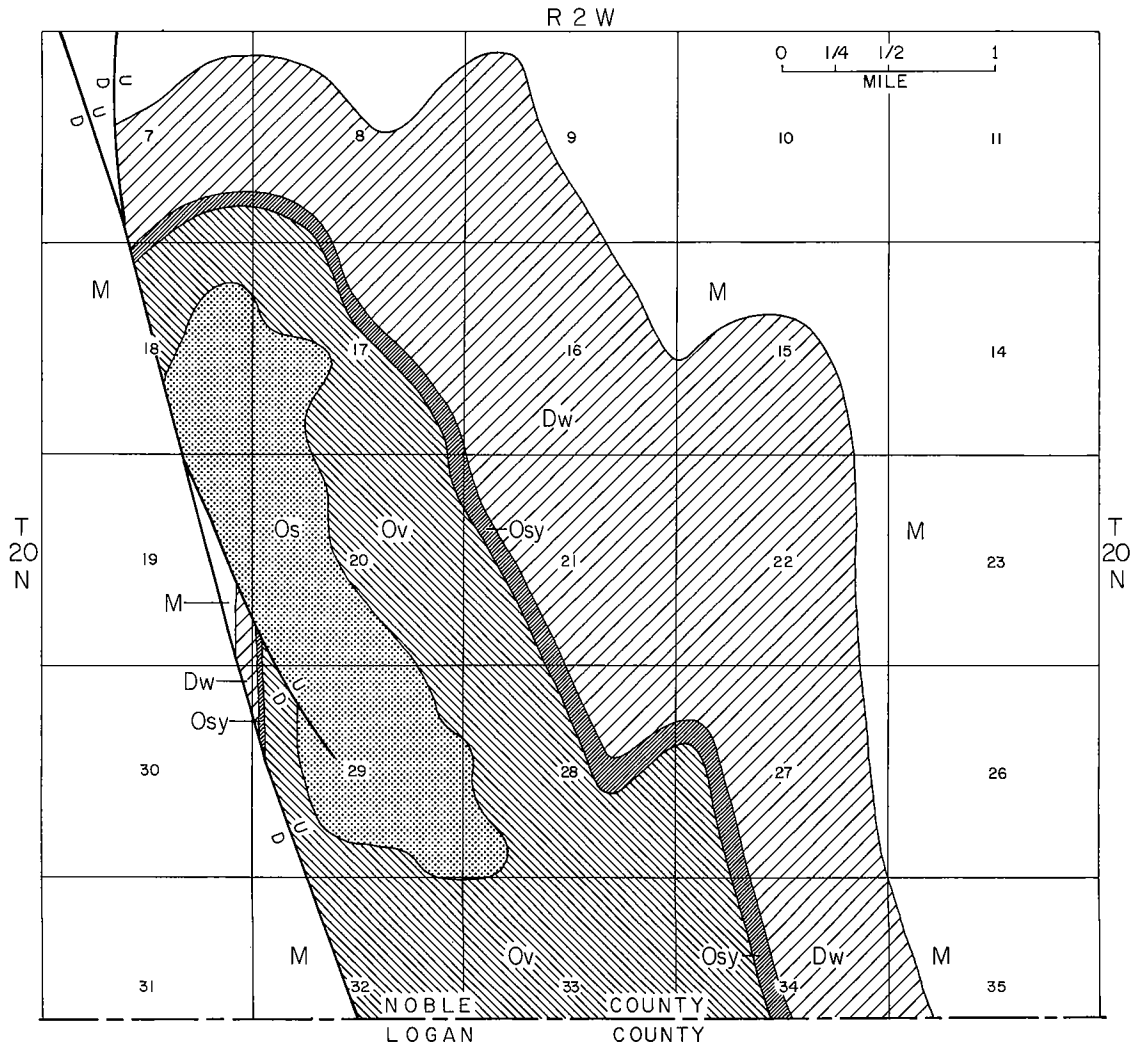 R 2 W
0 1/4 1/2 1
MILE
U
D
U
D
7 8 9 10 11
M
M
18 17 16 15 14
Dw
T
20
N
Os Ov Osy M
T
20
N
19 20 21 22 23
M
Dw
U
D
Osy
30 29 28 27 26
U
D
M Ov Osy Dw M
31 32 33 34 35
NOBLE COUNTY
LOGAN COUNTY